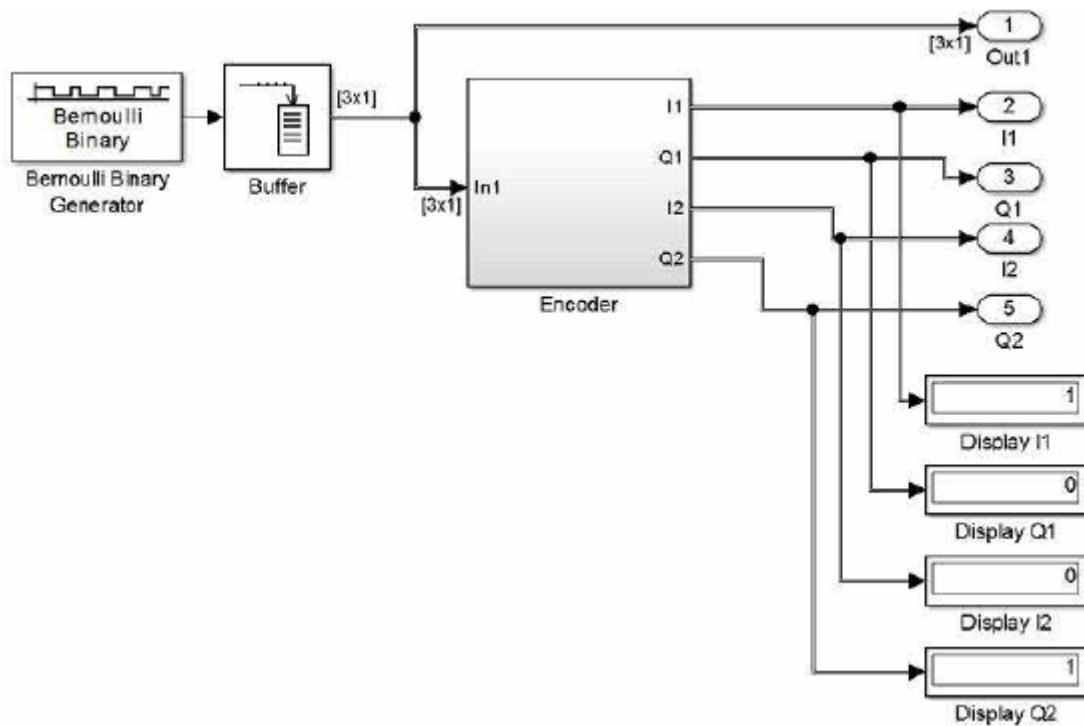 1
[3x1]
Out1
Bernoulli
Binary
Bernoulli Binary
Generator
[3x1]
Buffer
[3x1]
In1
I1
Q1
I2
Q2
Encoder
2
I1
3
Q1
4
I2
5
Q2
1
Display I1
0
Display Q1
0
Display I2
1
Display Q2